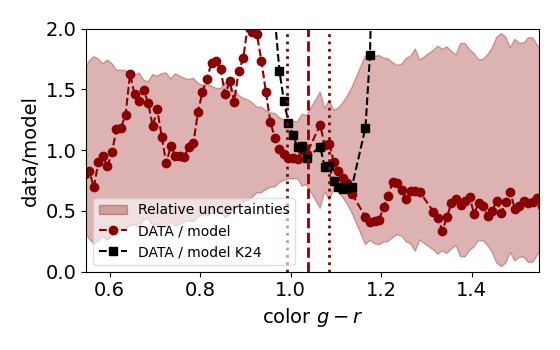 2.0
1.5
1.0
0.5
0.0
data/model
Relative uncertainties
DATA / model
DATA / model K24
0.6 0.8 1.0 1.2 1.4
color g − r